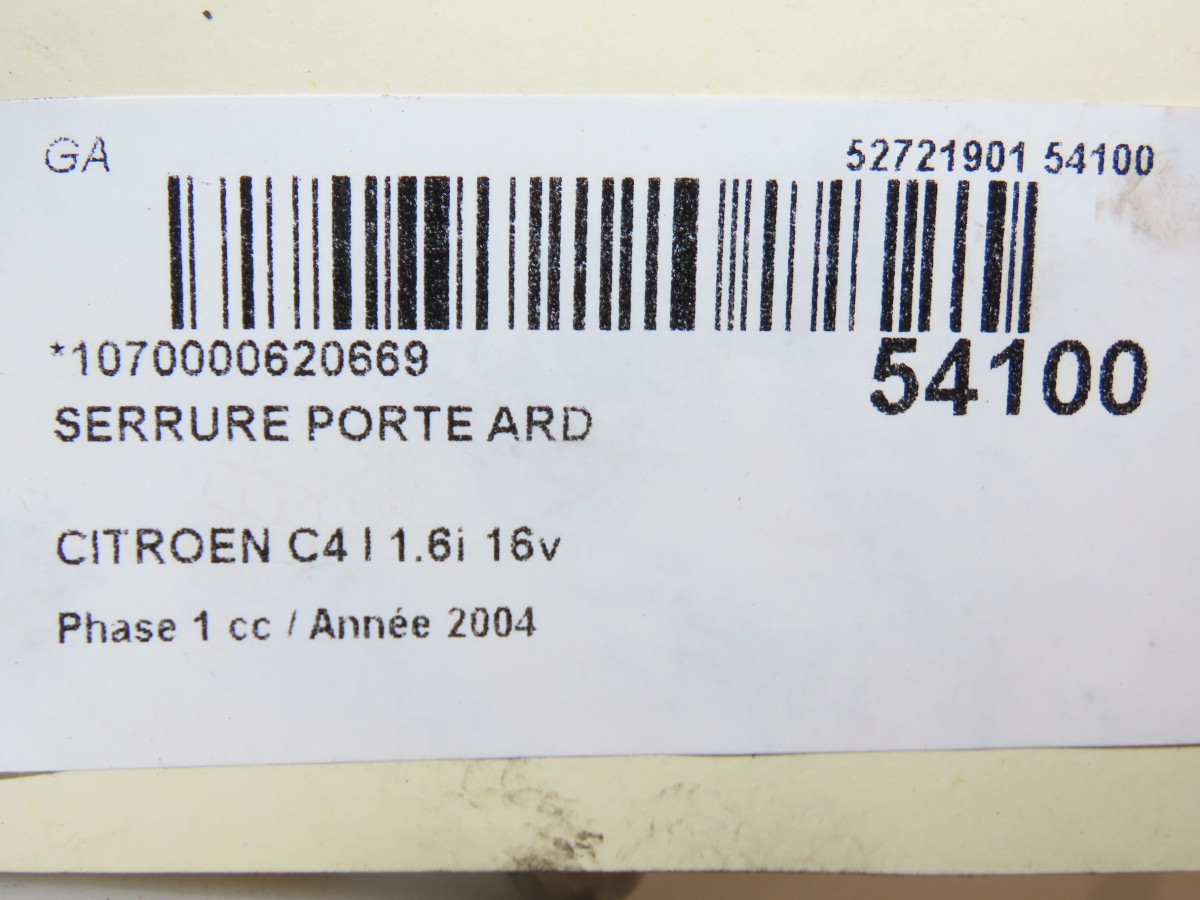 GA
52721901 54100
*1070000620669
54100
SERRURE PORTE ARD
CITROEN C4 I 1.6i 16v
Phase 1 cc / Année 2004